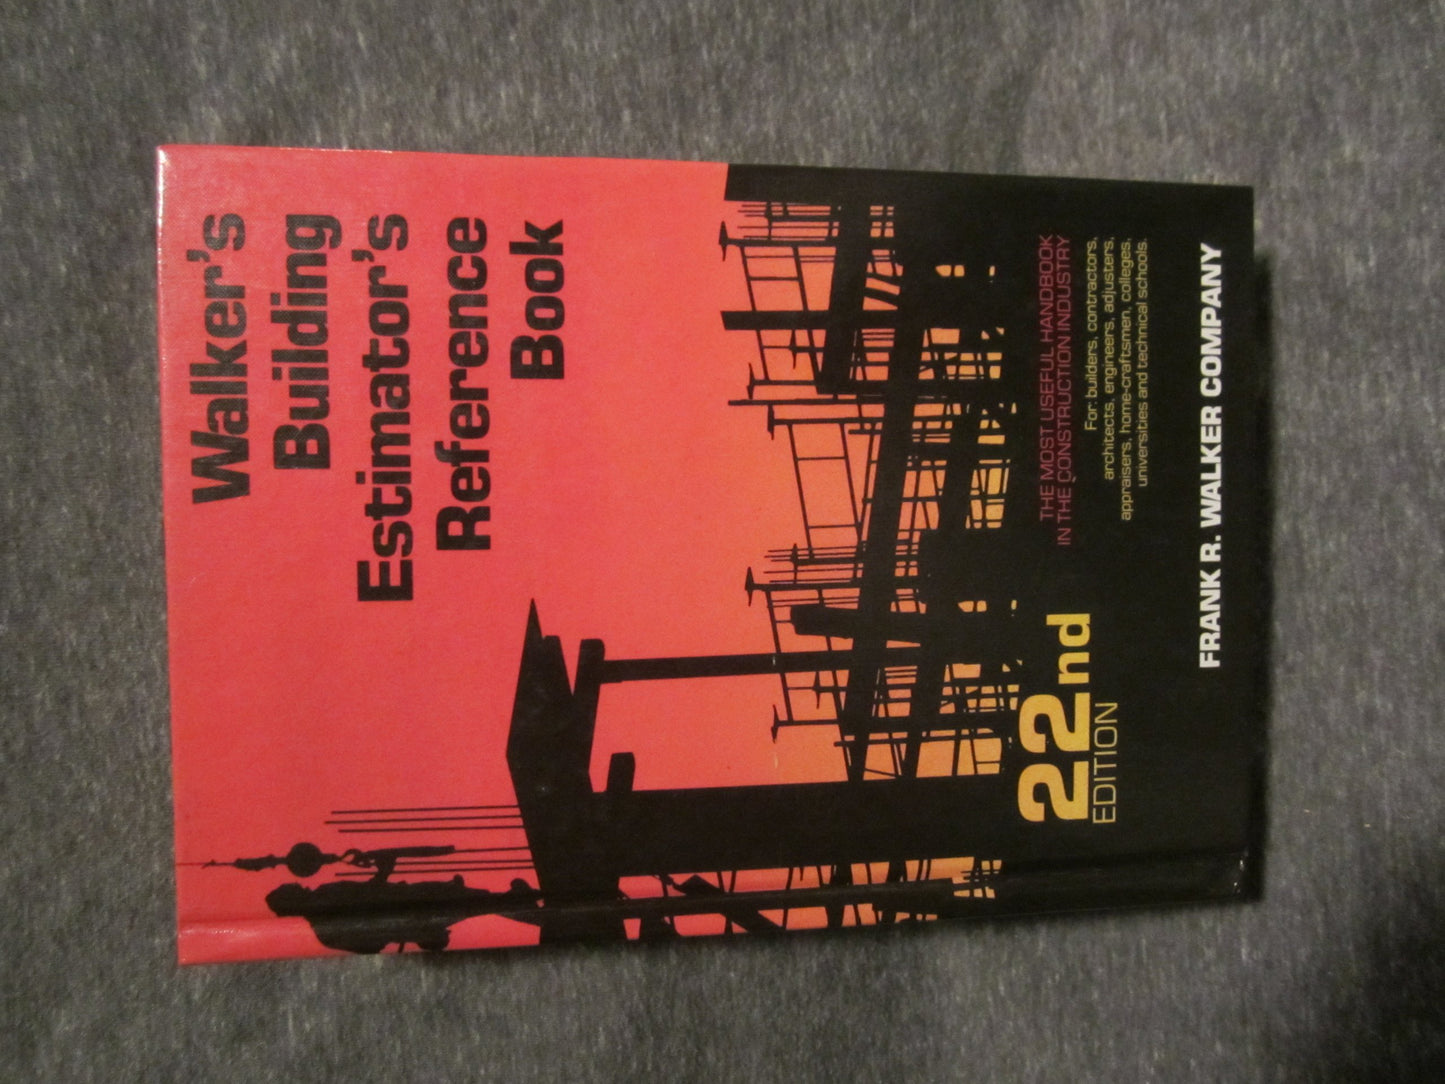 Walker's
Building
Estimator's
Reference
Book
THE MOST USEFUL HANDBOOK
IN THE CONSTRUCTION INDUSTRY
For: builders, contractors,
architects, engineers, adjusters,
appraisers, home-craftsmen, colleges,
universities and technical schools.
22nd
EDITION
FRANK R. WALKER COMPANY